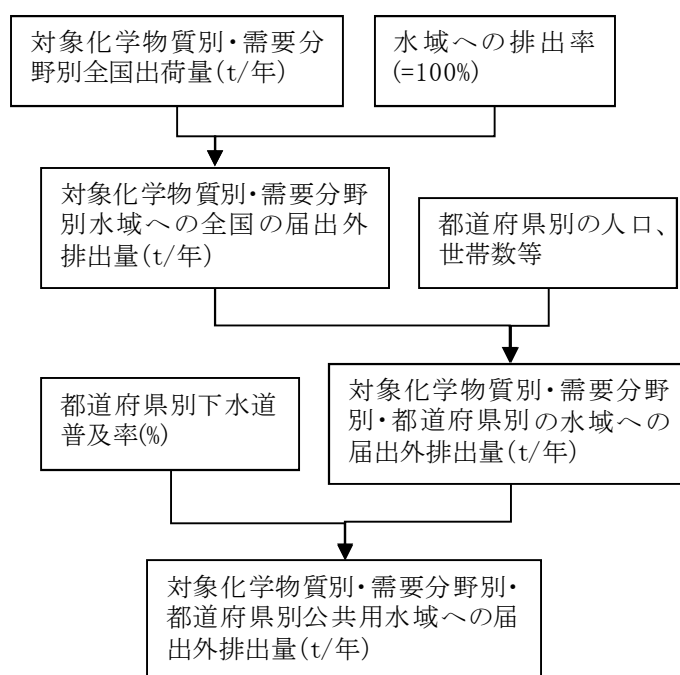 対象化学物質別・需要分
野別全国出荷量(t/年)
水域への排出率
(=100%)
対象化学物質別・需要分野
別水域への全国の届出外
排出量(t/年)
都道府県別の人口、
世帯数等
都道府県別下水道
普及率(%)
対象化学物質別・需要分野
別・都道府県別の水域への
届出外排出量(t/年)
対象化学物質別・需要分野別・
都道府県別公共用水域への届
出外排出量(t/年)